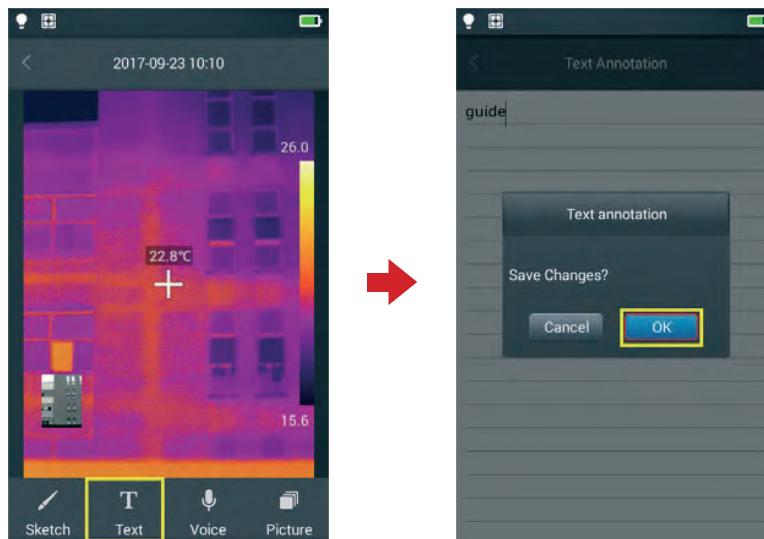 2017-09-23 10:10
26.0
22.8℃
15.6
Sketch
T
Text
Voice
Picture
Text Annotation
guide
Text annotation
Save Changes?
Cancel
OK